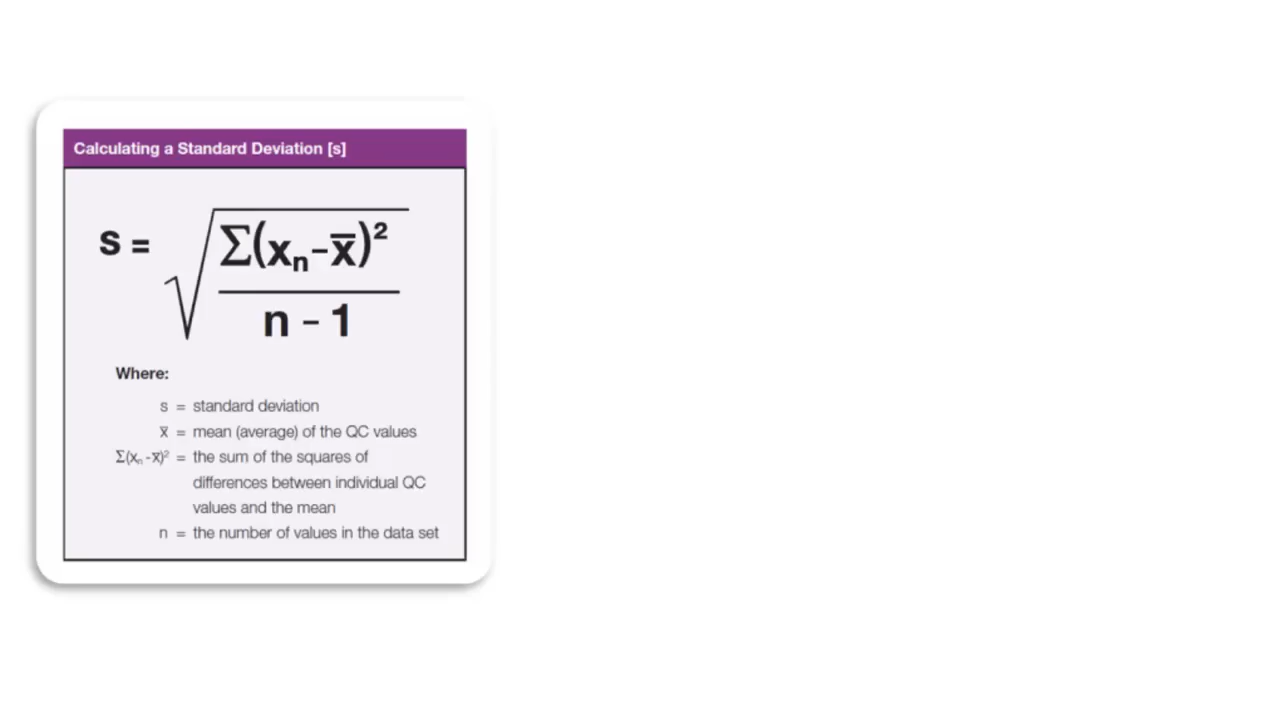 Calculating a Standard Deviation [s]
s = √ Σ(xₙ-x̅)²
n - 1
Where:
s = standard deviation
x̅ = mean (average) of the QC values
Σ(xₙ-x̅)² = the sum of the squares of
differences between individual QC
values and the mean
n = the number of values in the data set